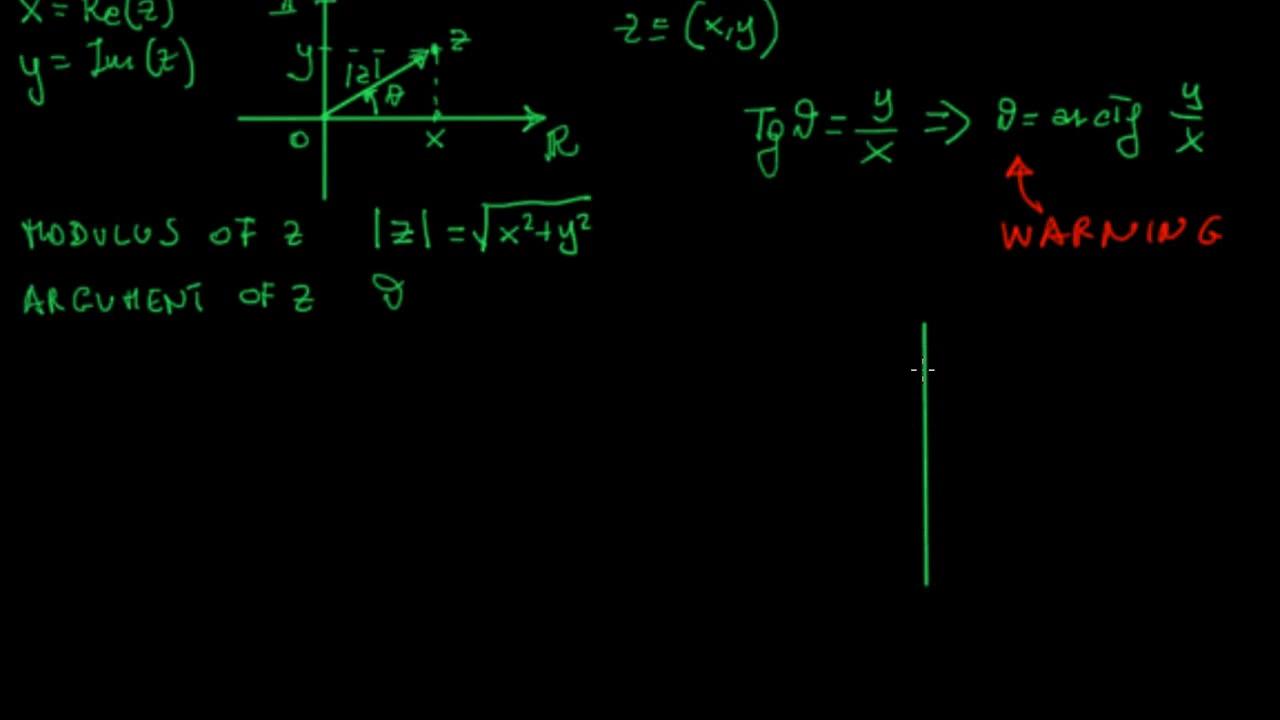 x = Re(z)
y = Im(z)
y |z| ϑ z
0 x ℝ
z ≡ (x,y)
Tg ϑ = y/x ⇒ ϑ = arctg y/x
WARNING
MODULUS OF z |z| = √x²+y²
ARGUMENT OF z ϑ